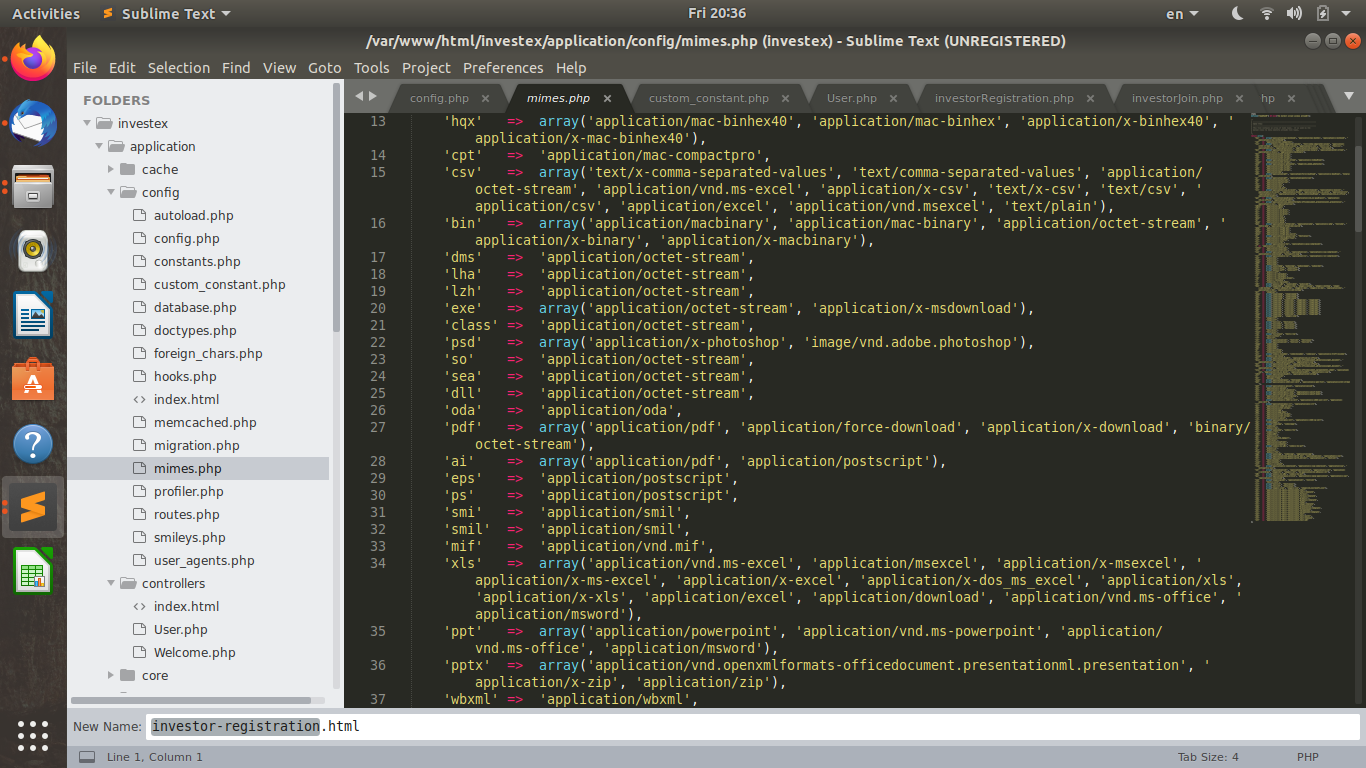 Activities Sublime Text Fri 20:36 en
/var/www/html/investex/application/config/mimes.php (investex) - Sublime Text (UNREGISTERED)
File Edit Selection Find View Goto Tools Project Preferences Help
FOLDERS
investex
application
cache
config
autoload.php
config.php
constants.php
custom_constant.php
database.php
doctypes.php
foreign_chars.php
hooks.php
index.html
memcached.php
migration.php
mimes.php
profiler.php
routes.php
smileys.php
user_agents.php
controllers
index.html
User.php
Welcome.php
core
config.php mimes.php custom_constant.php User.php investorRegistration.php investorJoin.php hp
13 'hqx' => array('application/mac-binhex40', 'application/mac-binhex', 'application/x-binhex40', '
application/x-mac-binhex40'),
14 'cpt' => 'application/mac-compactpro',
15 'csv' => array('text/x-comma-separated-values', 'text/comma-separated-values', 'application/
octet-stream', 'application/vnd.ms-excel', 'application/x-csv', 'text/x-csv', 'text/csv', '
application/csv', 'application/excel', 'application/vnd.msexcel', 'text/plain'),
16 'bin' => array('application/macbinary', 'application/mac-binary', 'application/octet-stream', '
application/x-binary', 'application/x-macbinary'),
17 'dms' => 'application/octet-stream',
18 'lha' => 'application/octet-stream',
19 'lzh' => 'application/octet-stream',
20 'exe' => array('application/octet-stream', 'application/x-msdownload'),
21 'class' => 'application/octet-stream',
22 'psd' => array('application/x-photoshop', 'image/vnd.adobe.photoshop'),
23 'so' => 'application/octet-stream',
24 'sea' => 'application/octet-stream',
25 'dll' => 'application/octet-stream',
26 'oda' => 'application/oda',
27 'pdf' => array('application/pdf', 'application/force-download', 'application/x-download', 'binary/
octet-stream'),
28 'ai' => array('application/pdf', 'application/postscript'),
29 'eps' => 'application/postscript',
30 'ps' => 'application/postscript',
31 'smi' => 'application/smil',
32 'smil' => 'application/smil',
33 'mif' => 'application/vnd.mif',
34 'xls' => array('application/vnd.ms-excel', 'application/msexcel', 'application/x-msexcel', '
application/x-ms-excel', 'application/x-excel', 'application/x-dos_ms_excel', 'application/xls',
'application/x-xls', 'application/excel', 'application/download', 'application/vnd.ms-office', '
application/msword'),
35 'ppt' => array('application/powerpoint', 'application/vnd.ms-powerpoint', 'application/
vnd.ms-office', 'application/msword'),
36 'pptx' => array('application/vnd.openxmlformats-officedocument.presentationml.presentation', '
application/x-zip', 'application/zip'),
37 'wbxml' => 'application/wbxml',
New Name: investor-registration.html
Line 1, Column 1 Tab Size: 4 PHP